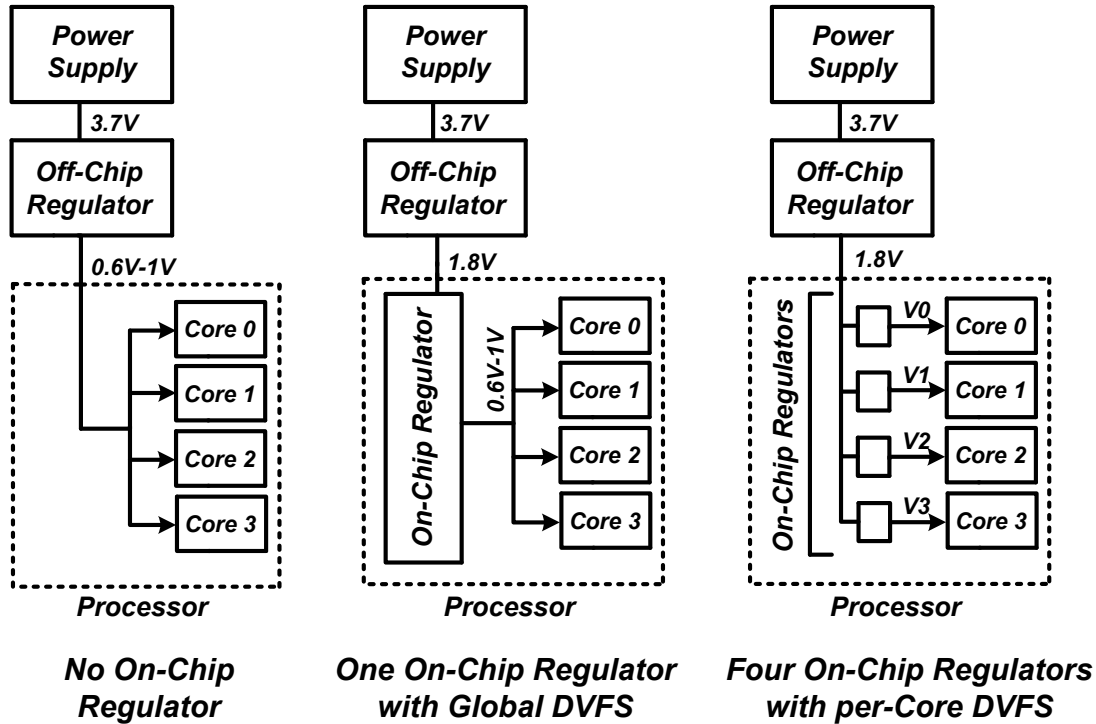 Power
Supply
3.7V
Off-Chip
Regulator
0.6V-1V
Core 0
Core 1
Core 2
Core 3
Processor
No On-Chip
Regulator
Power
Supply
3.7V
Off-Chip
Regulator
1.8V
On-Chip Regulator
0.6V-1V
Core 0
Core 1
Core 2
Core 3
Processor
One On-Chip Regulator
with Global DVFS
Power
Supply
3.7V
Off-Chip
Regulator
1.8V
On-Chip Regulators
V0
Core 0
V1
Core 1
V2
Core 2
V3
Core 3
Processor
Four On-Chip Regulators
with per-Core DVFS